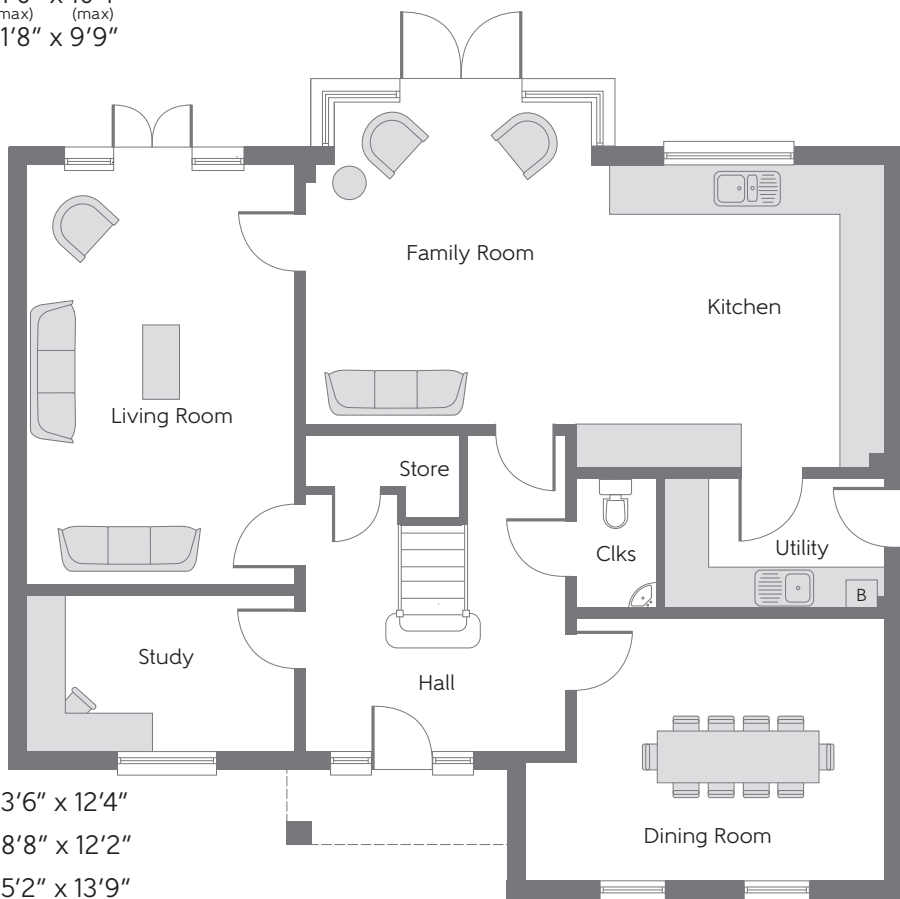 (max)
1'8" x 9'9"
Family Room
Kitchen
Living Room
Store
Clks
Utility
B
Study
Hall
3'6" x 12'4"
8'8" x 12'2"
Dining Room
5'2" x 13'9"